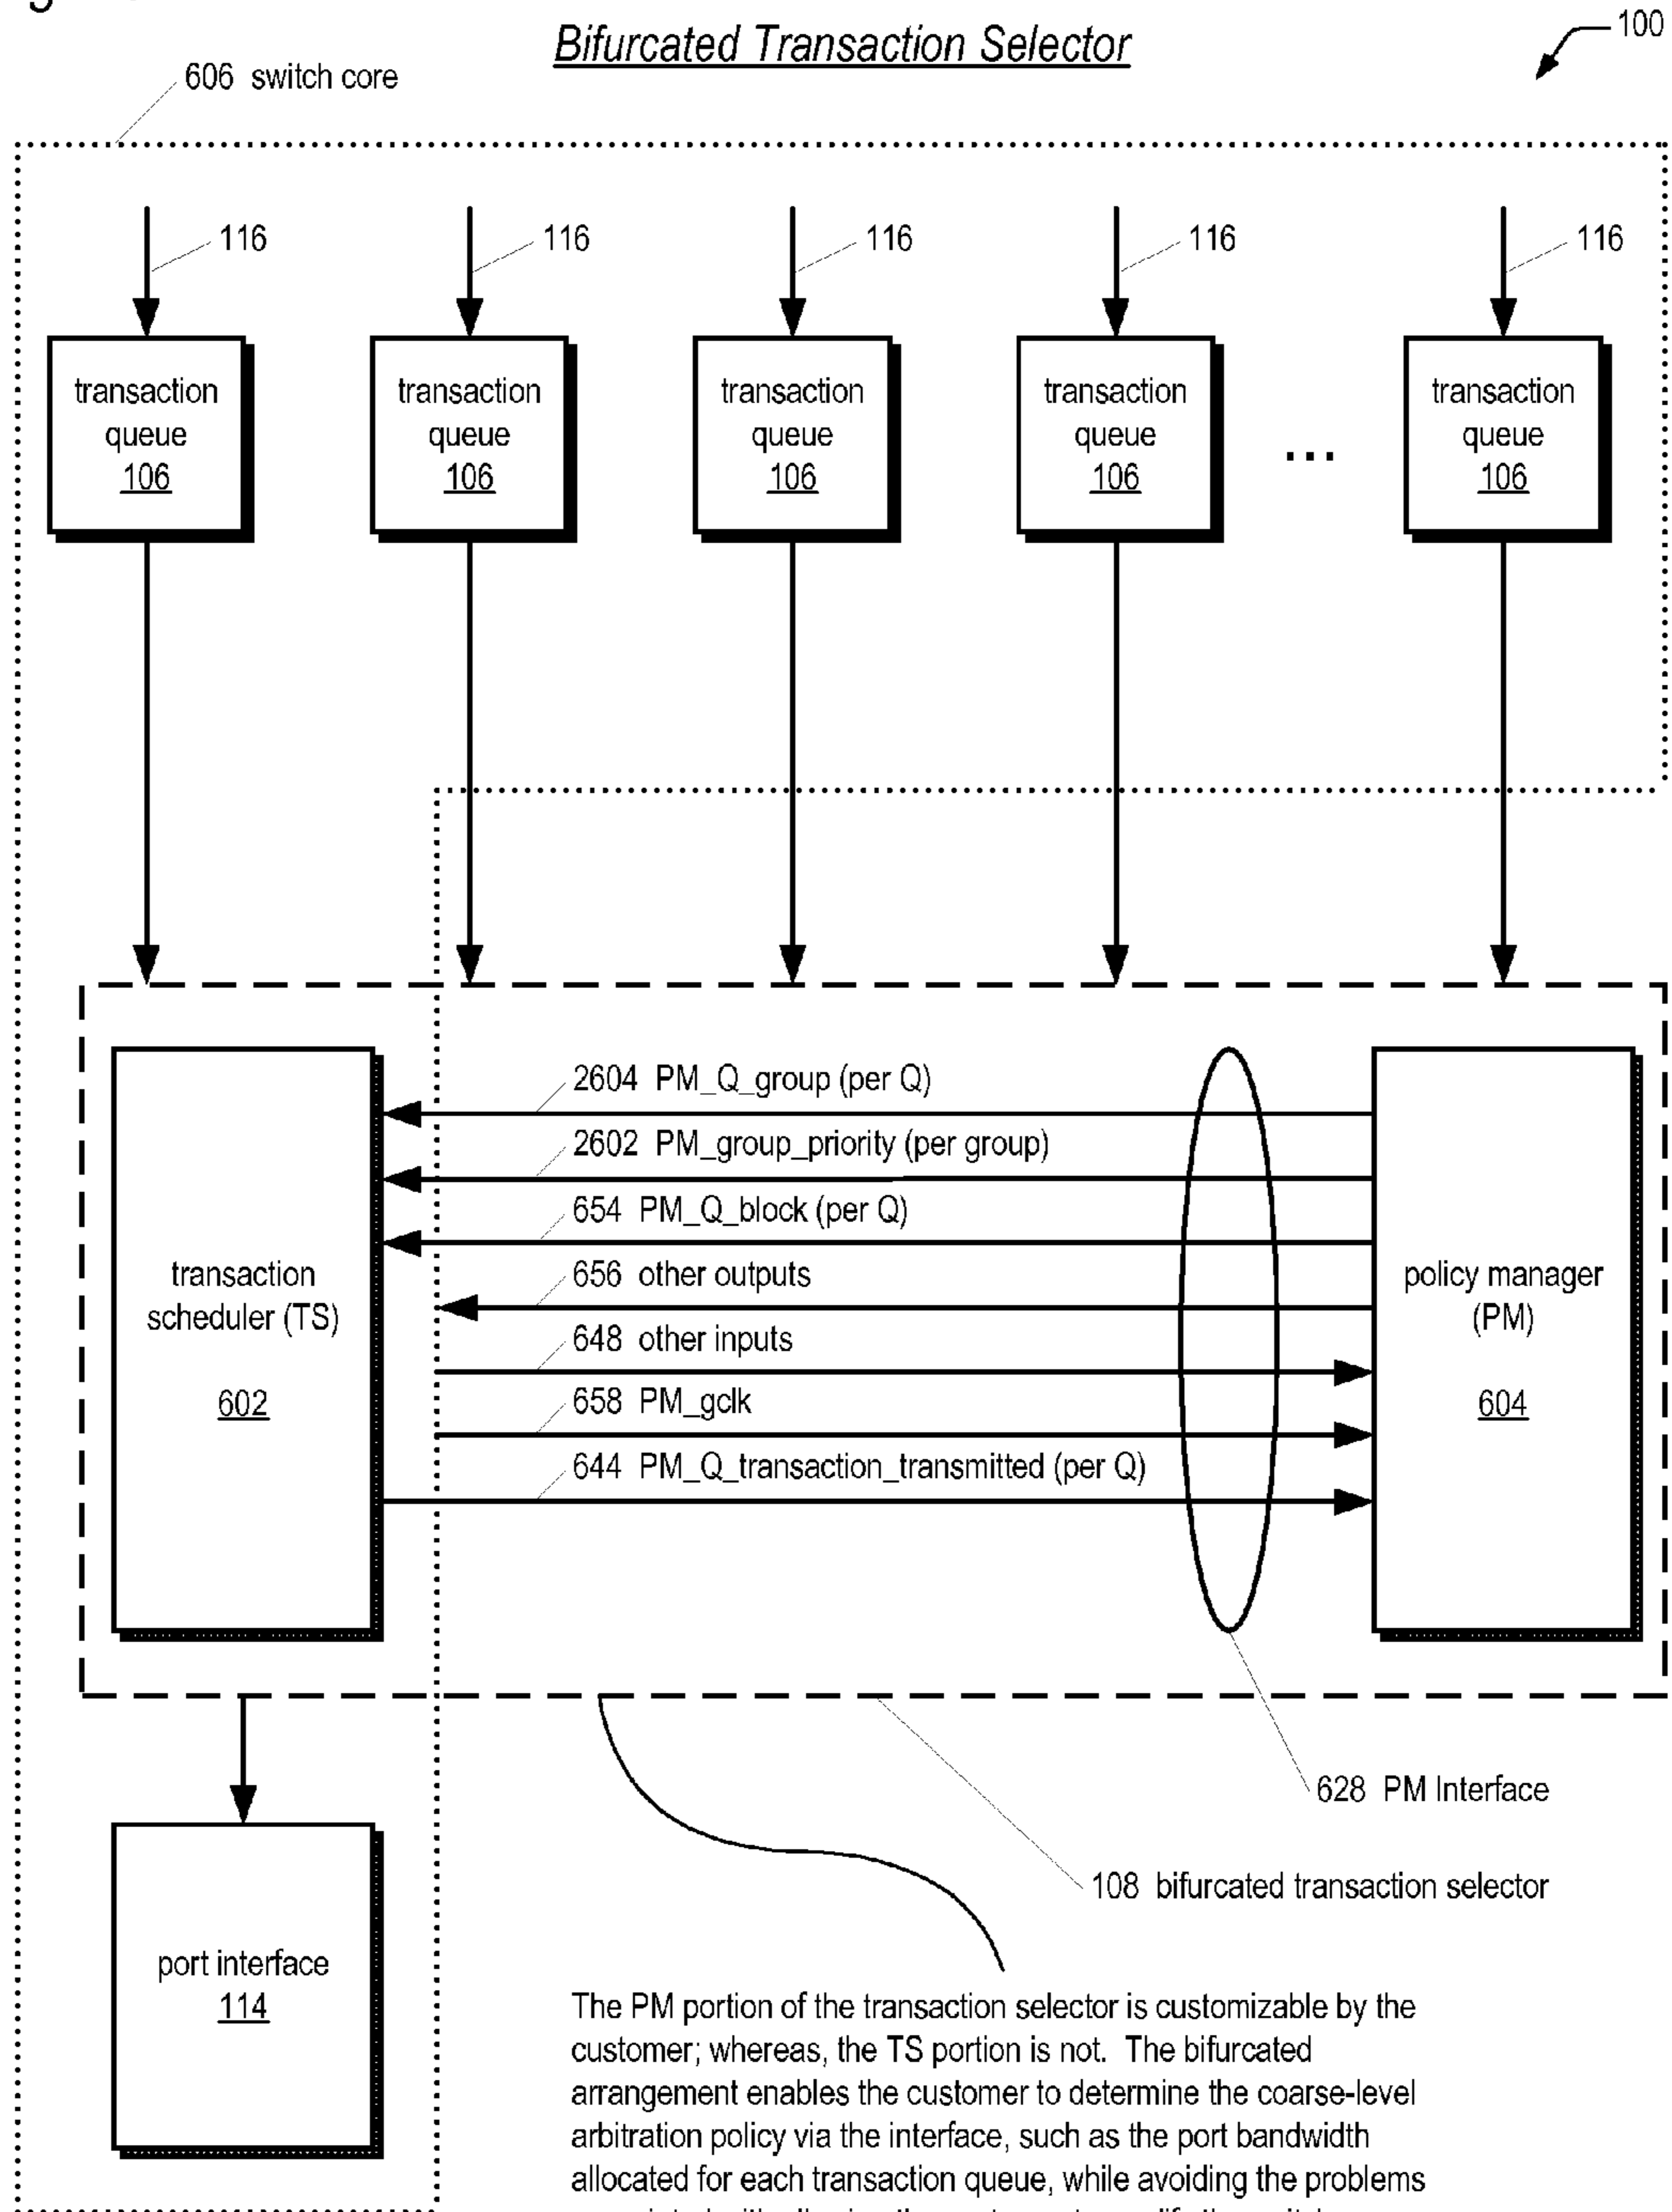 Bifurcated Transaction Selector
100
606 switch core
116
116
116
116
116
transaction
queue
106
transaction
queue
106
transaction
queue
106
transaction
queue
106
...
transaction
queue
106
2604 PM_Q_group (per Q)
2602 PM_group_priority (per group)
654 PM_Q_block (per Q)
656 other outputs
648 other inputs
658 PM_gclk
644 PM_Q_transaction_transmitted (per Q)
transaction
scheduler (TS)
602
policy manager
(PM)
604
628 PM Interface
108 bifurcated transaction selector
port interface
114
The PM portion of the transaction selector is customizable by the
customer; whereas, the TS portion is not. The bifurcated
arrangement enables the customer to determine the coarse-level
arbitration policy via the interface, such as the port bandwidth
allocated for each transaction queue, while avoiding the problems